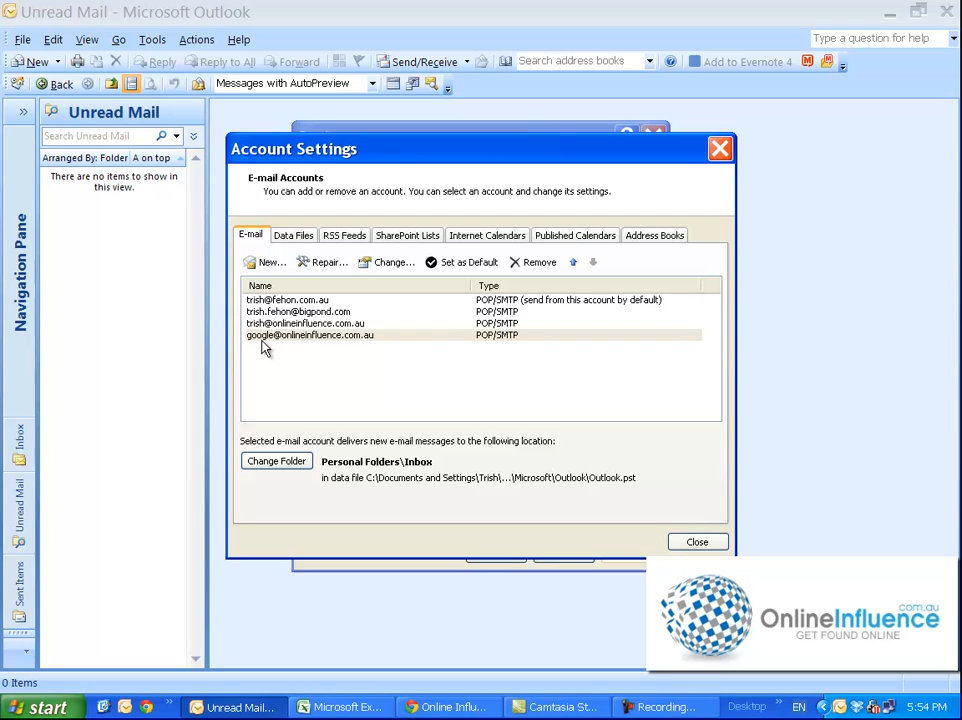 Unread Mail - Microsoft Outlook
File Edit View Go Tools Actions Help
Type a question for help
New Reply Reply to All Forward Send/Receive Search address books Add to Evernote 4
Back Messages with AutoPreview
Unread Mail
Search Unread Mail
Arranged By: Folder A on top
There are no items to show in
this view.
Navigation Pane
Inbox
Unread Mail
Sent Items
Account Settings
E-mail Accounts
You can add or remove an account. You can select an account and change its settings.
E-mail Data Files RSS Feeds SharePoint Lists Internet Calendars Published Calendars Address Books
New... Repair... Change... Set as Default Remove
Name Type
trish@fehon.com.au POP/SMTP (send from this account by default)
trish.fehon@bigpond.com POP/SMTP
trish@onlineinfluence.com.au POP/SMTP
google@onlineinfluence.com.au POP/SMTP
Selected e-mail account delivers new e-mail messages to the following location:
Change Folder Personal Folders\Inbox
in data file C:\Documents and Settings\Trish\...\Microsoft\Outlook\Outlook.pst
Close
.com.au
OnlineInfluence
GET FOUND ONLINE
0 Items
start Unread Mail... Microsoft Ex... Online Influ... Camtasia St... Recording... Desktop EN 5:54 PM